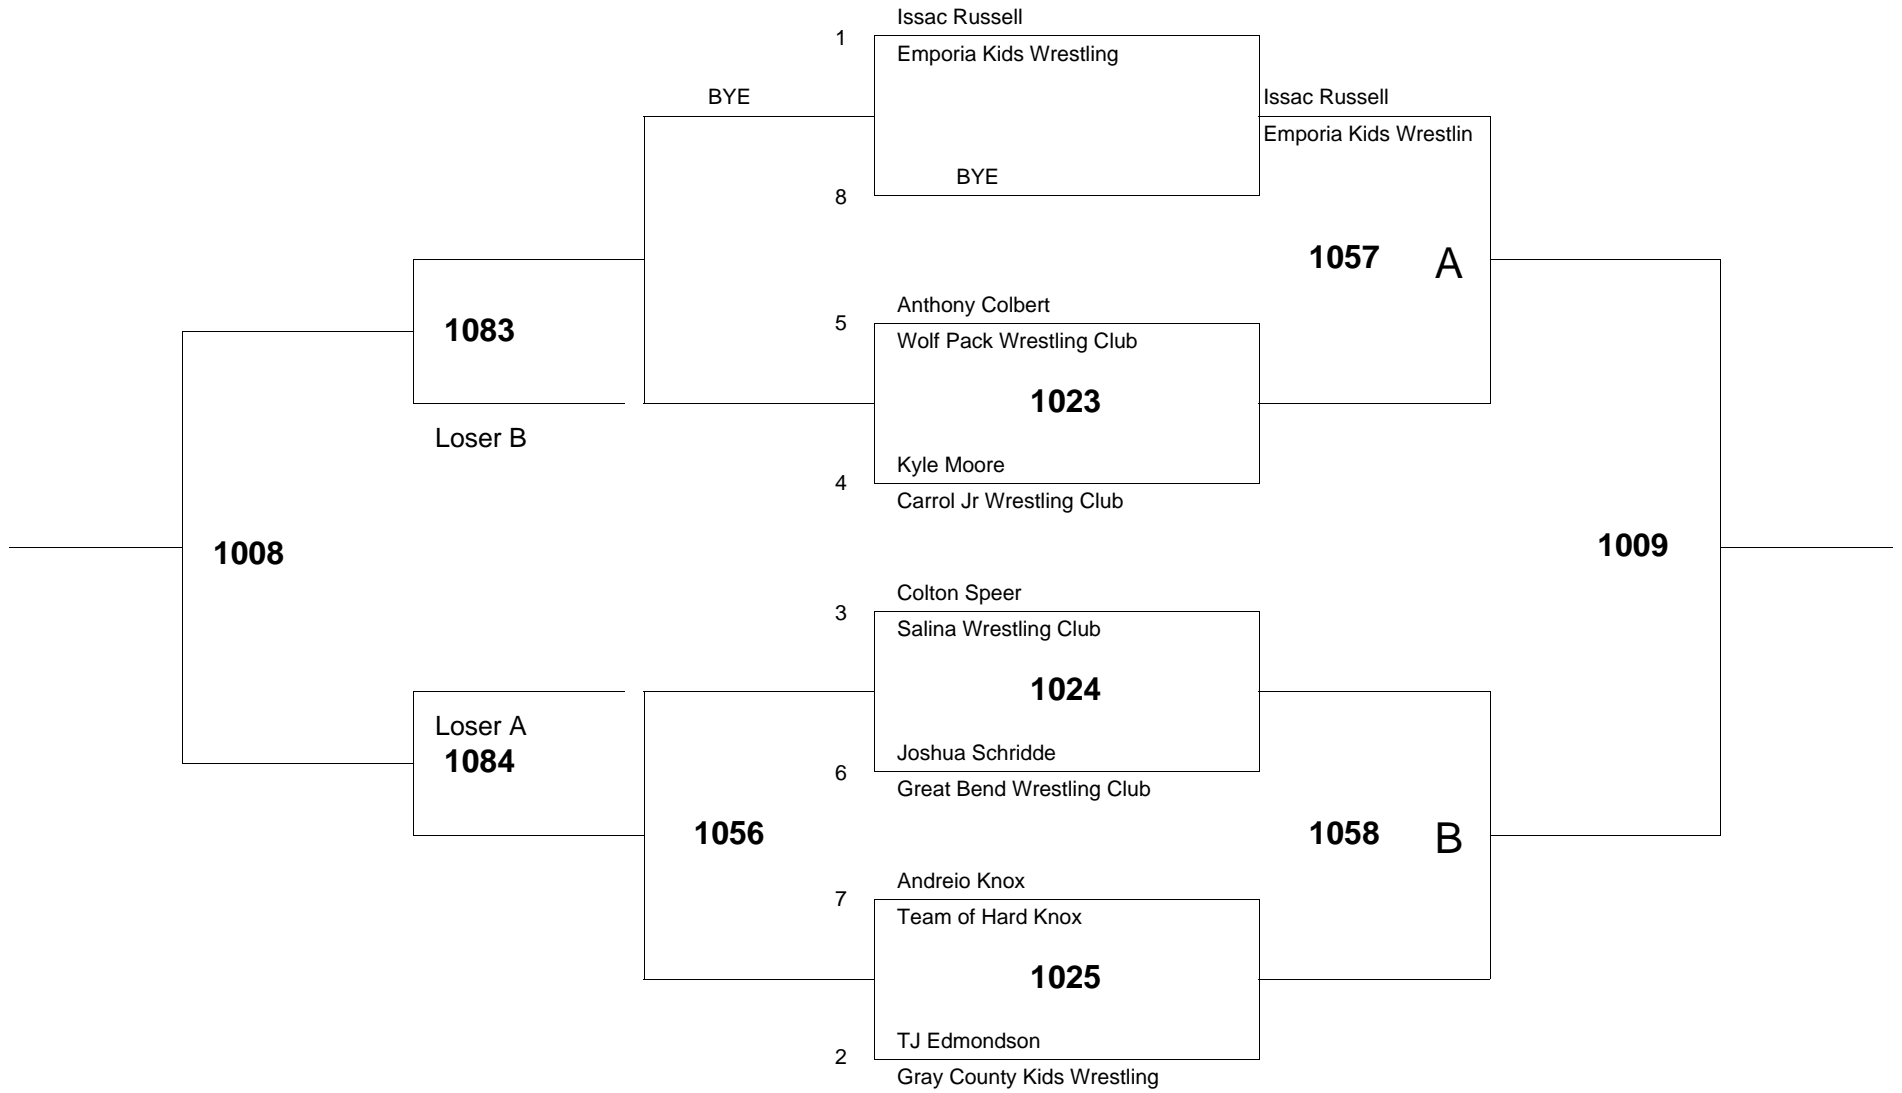 Issac Russell
1
Emporia Kids Wrestling
BYE
Issac Russell
Emporia Kids Wrestlin
BYE
8
1057 A
Anthony Colbert
5
1083
Wolf Pack Wrestling Club
1023
Loser B
Kyle Moore
4
Carrol Jr Wrestling Club
1008
1009
Colton Speer
3
Salina Wrestling Club
1024
Loser A
1084
Joshua Schridde
6
Great Bend Wrestling Club
1056
1058 B
Andreio Knox
7
Team of Hard Knox
1025
TJ Edmondson
2
Gray County Kids Wrestling